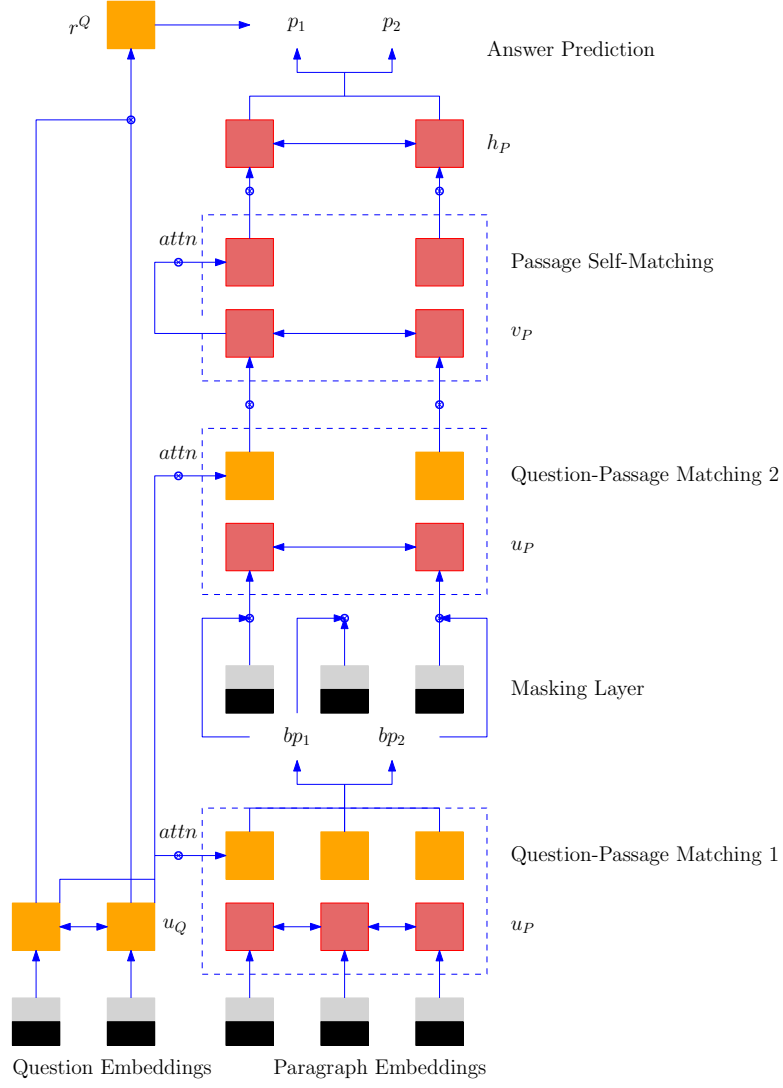 r^Q
p_1
p_2
Answer Prediction
h_P
attn
Passage Self-Matching
v_P
attn
Question-Passage Matching 2
u_P
Masking Layer
bp_1
bp_2
attn
Question-Passage Matching 1
u_Q
u_P
Question Embeddings
Paragraph Embeddings